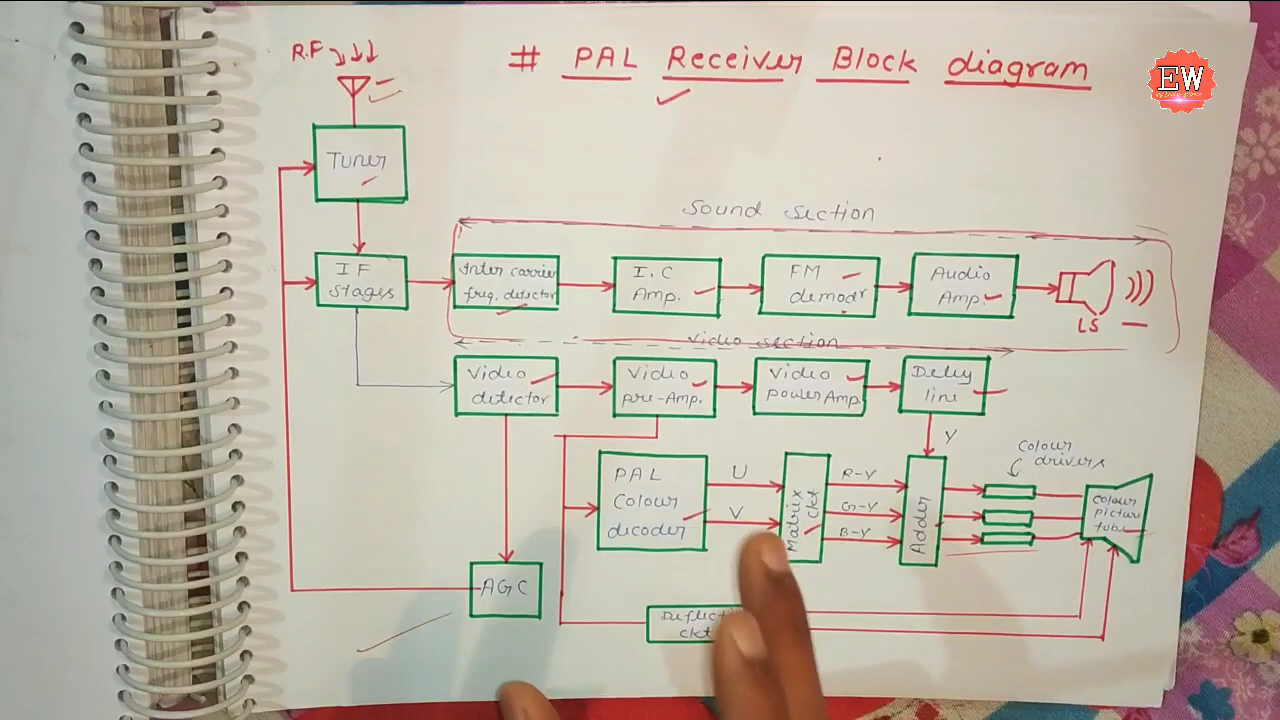 R.F
# PAL Receiver Block diagram
EW
Tuner
Sound section
IF
stages
Inter carrier
freq. detector
I.C
Amp.
FM
demodr
Audio
Amp.
LS
Video section
Video
detector
Video
pre-Amp.
Video
power Amp.
Delay
line
Y
Colour
drivers
PAL
Colour
decoder
U
V
Matrix
ckt
R-Y
G-Y
B-Y
Adder
Colour
picture
tube
AGC
ckt